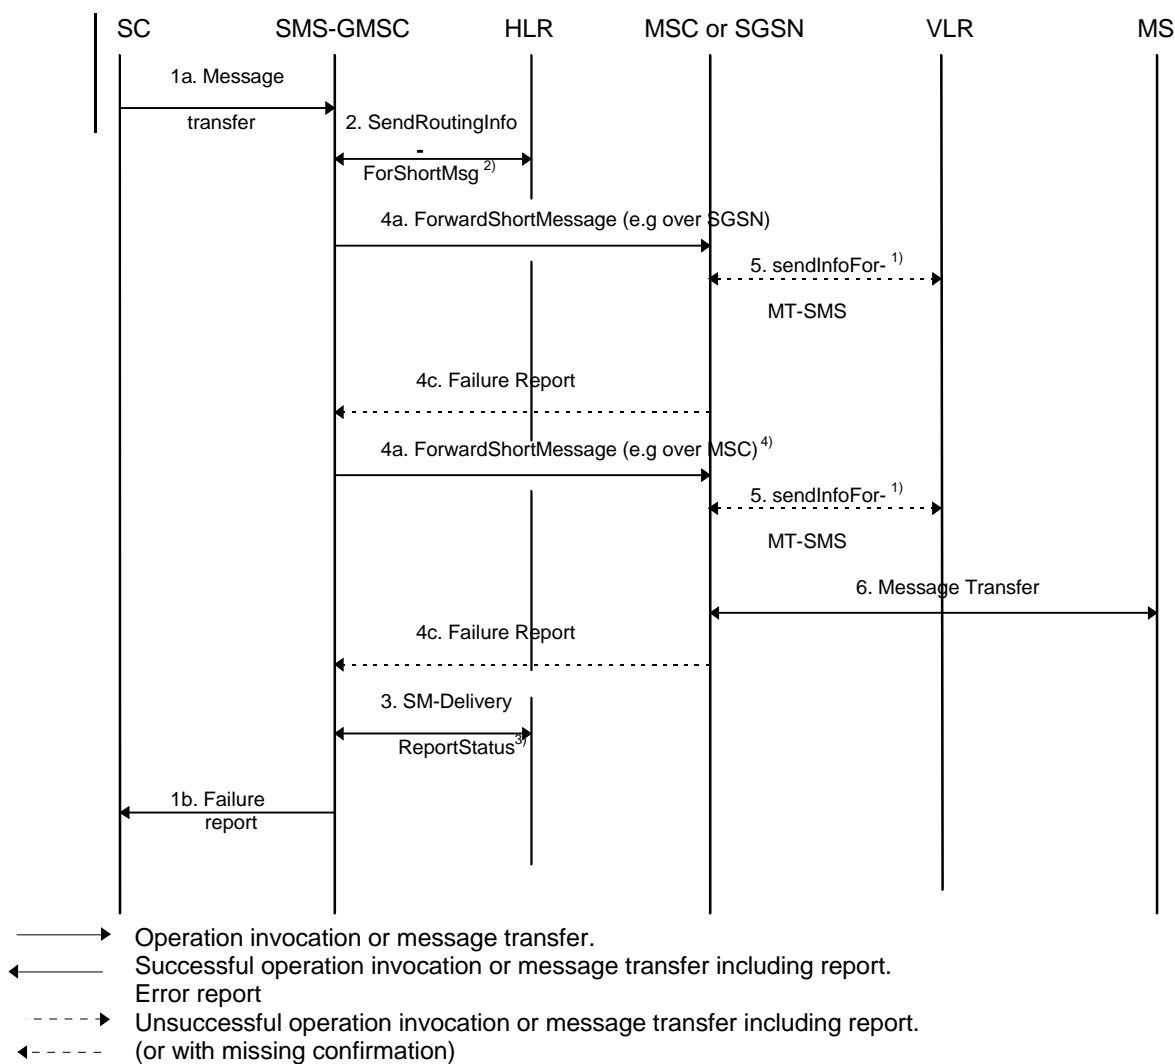 SC SMS-GMSC HLR MSC or SGSN VLR MS
1a. Message
transfer
2. SendRoutingInfo
-
ForShortMsg 2)
4a. ForwardShortMessage (e.g over SGSN)
5. sendInfoFor- 1)
MT-SMS
4c. Failure Report
4a. ForwardShortMessage (e.g over MSC) 4)
5. sendInfoFor- 1)
MT-SMS
6. Message Transfer
4c. Failure Report
3. SM-Delivery
ReportStatus3)
1b. Failure
report
Operation invocation or message transfer.
Successful operation invocation or message transfer including report.
Error report
Unsuccessful operation invocation or message transfer including report.
(or with missing confirmation)